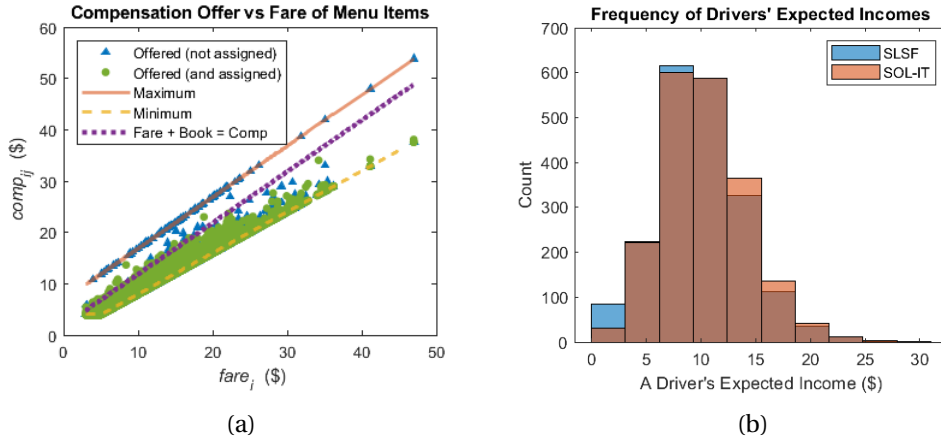 Compensation Offer vs Fare of Menu Items
60
50
40
30
20
10
0
comp_ij ($)
Offered (not assigned)
Offered (and assigned)
Maximum
Minimum
Fare + Book = Comp
0 10 20 30 40 50
fare_i ($)
(a)
Frequency of Drivers' Expected Incomes
700
600
500
400
300
200
100
0
Count
SLSF
SOL-IT
0 5 10 15 20 25 30
A Driver's Expected Income ($)
(b)